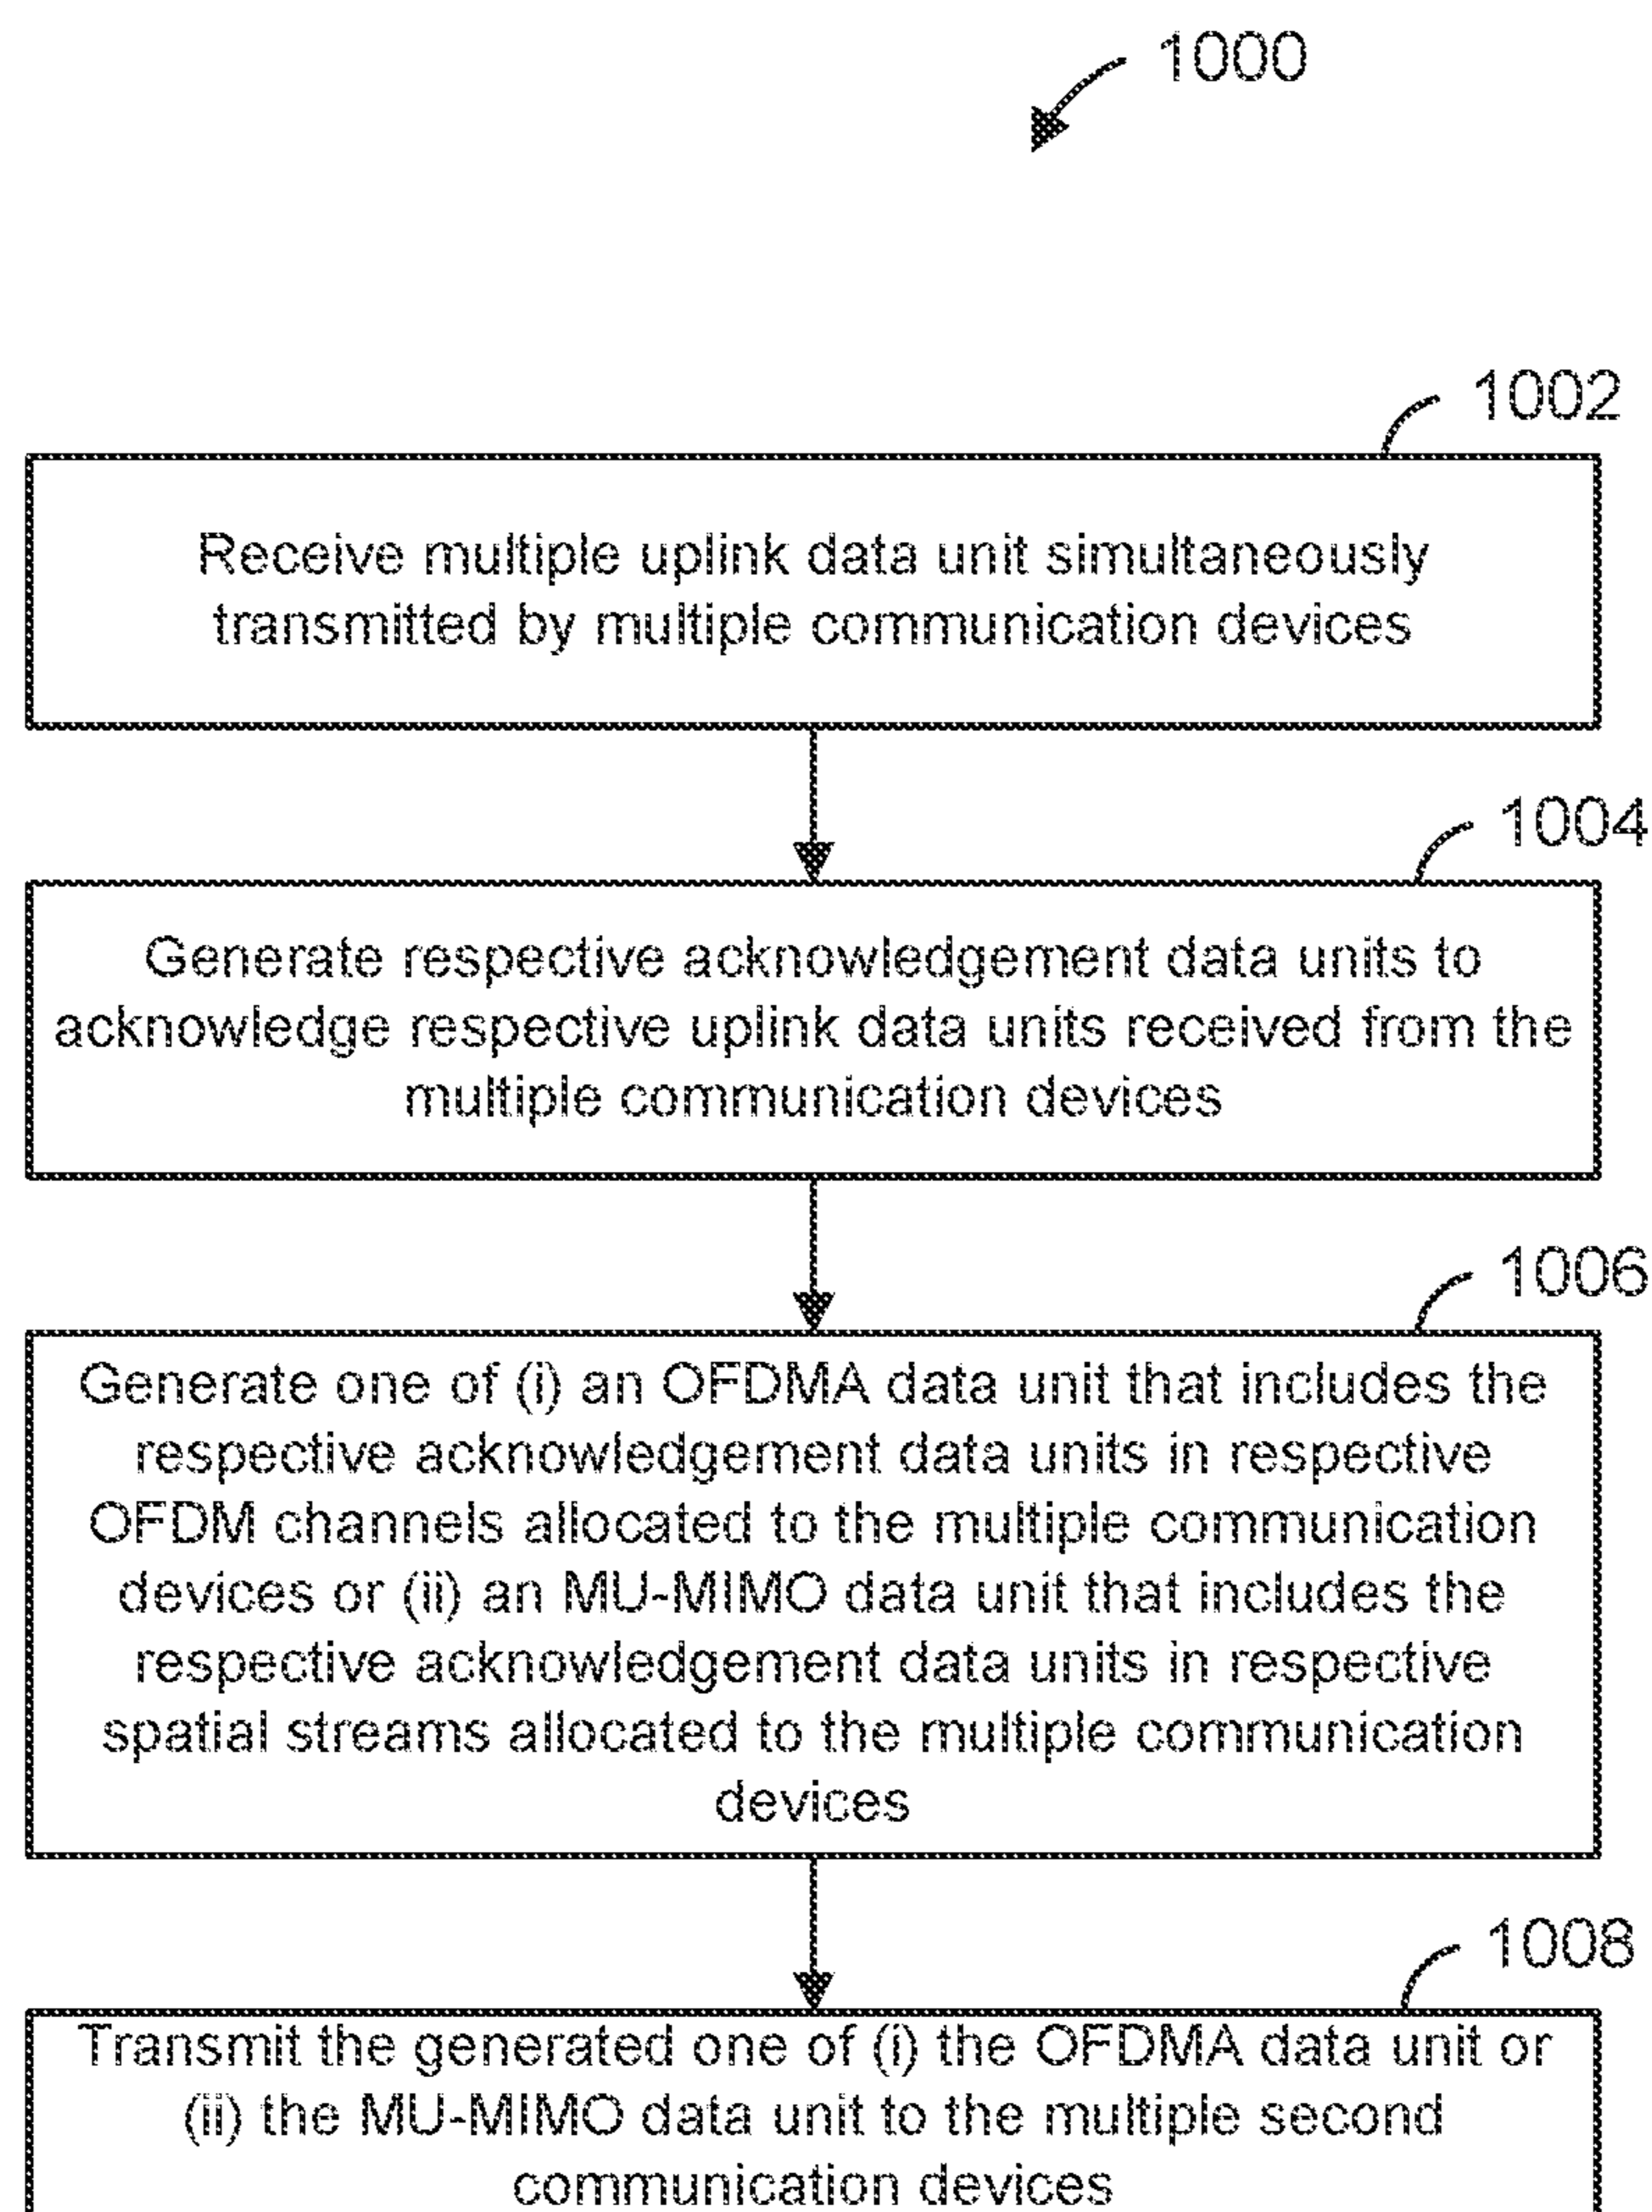 1000
1002
Receive multiple uplink data unit simultaneously
transmitted by multiple communication devices
1004
Generate respective acknowledgement data units to
acknowledge respective uplink data units received from the
multiple communication devices
1006
Generate one of (i) an OFDMA data unit that includes the
respective acknowledgement data units in respective
OFDM channels allocated to the multiple communication
devices or (ii) an MU-MIMO data unit that includes the
respective acknowledgement data units in respective
spatial streams allocated to the multiple communication
devices
1008
Transmit the generated one of (i) the OFDMA data unit or
(ii) the MU-MIMO data unit to the multiple second
communication devices